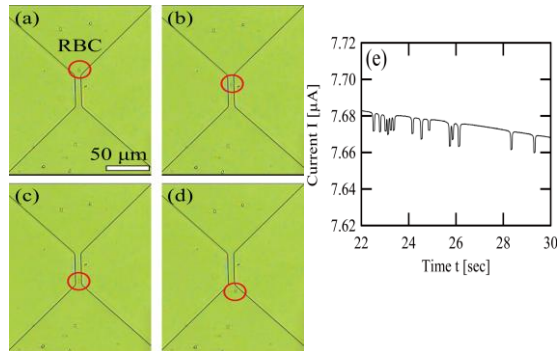 (a)
RBC
50 μm
(b)
(c)
(d)
(e)
Current I [μA]
7.72
7.70
7.68
7.66
7.64
7.62
22 24 26 28 30
Time t [sec]